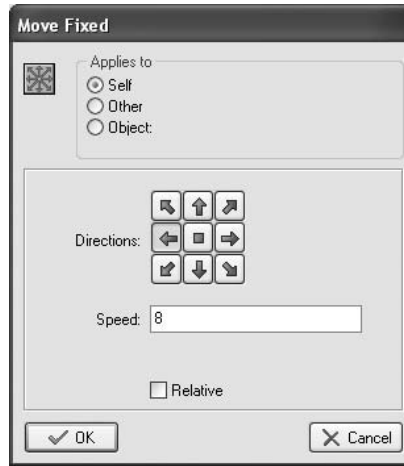 Move Fixed
Applies to
Self
Other
Object:
Directions:
Speed: 8
Relative
OK
Cancel